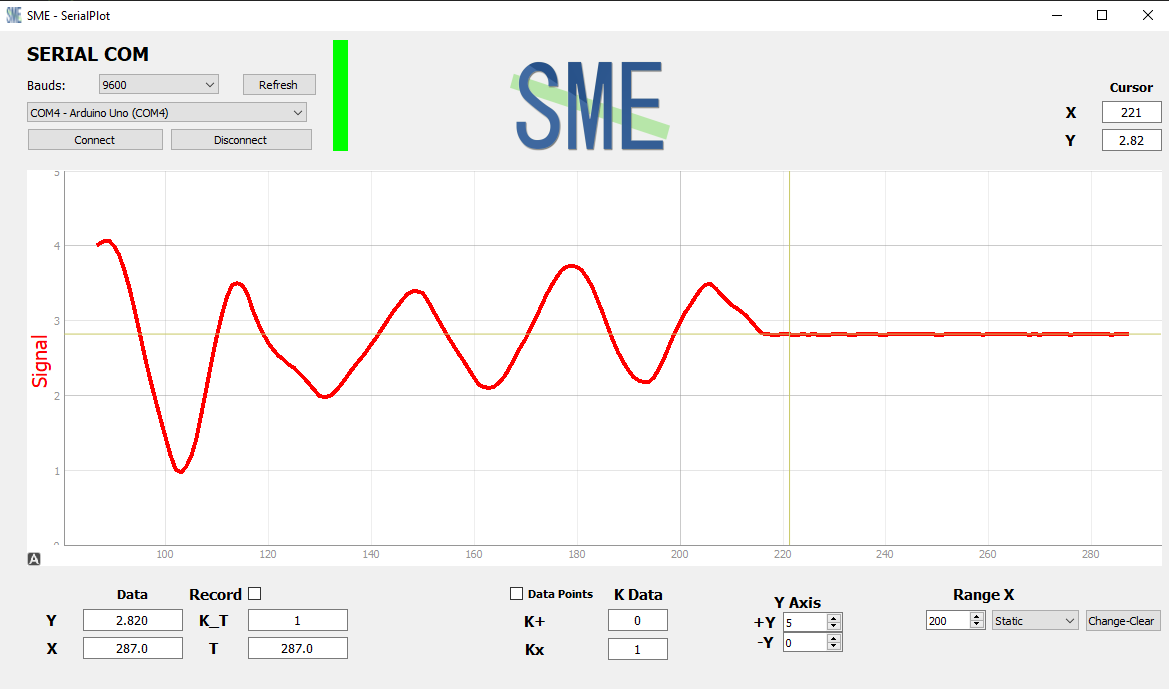 SME - SerialPlot
SERIAL COM
Bauds: 9600 Refresh
COM4 - Arduino Uno (COM4)
Connect Disconnect
SME
Cursor
X 221
Y 2.82
Signal
5
4
3
2
1
0
100 120 140 160 180 200 220 240 260 280
A
Data Record
Y 2.820 K_T 1
X 287.0 T 287.0
Data Points K Data
K+ 0
Kx 1
Y Axis
+Y 5
-Y 0
Range X
200 Static Change-Clear